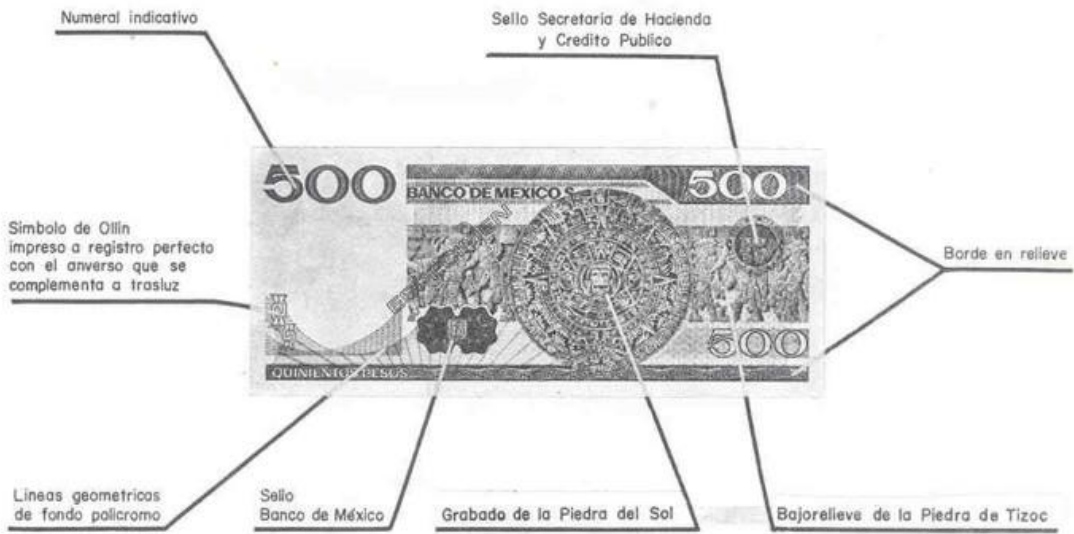 Numeral indicativo
Sello Secretaria de Hacienda
y Credito Publico
500
500
BANCO DE MEXICO S.
SPECIMEN
Simbolo de Ollin
impreso a registro perfecto
con el anverso que se
complementa a trasluz
Borde en relieve
500
QUINIENTOS PESOS
Lineas geometricas
de fondo policromo
Sello
Banco de México
Grabado de la Piedra del Sol
Bajorelieve de la Piedra de Tizoc